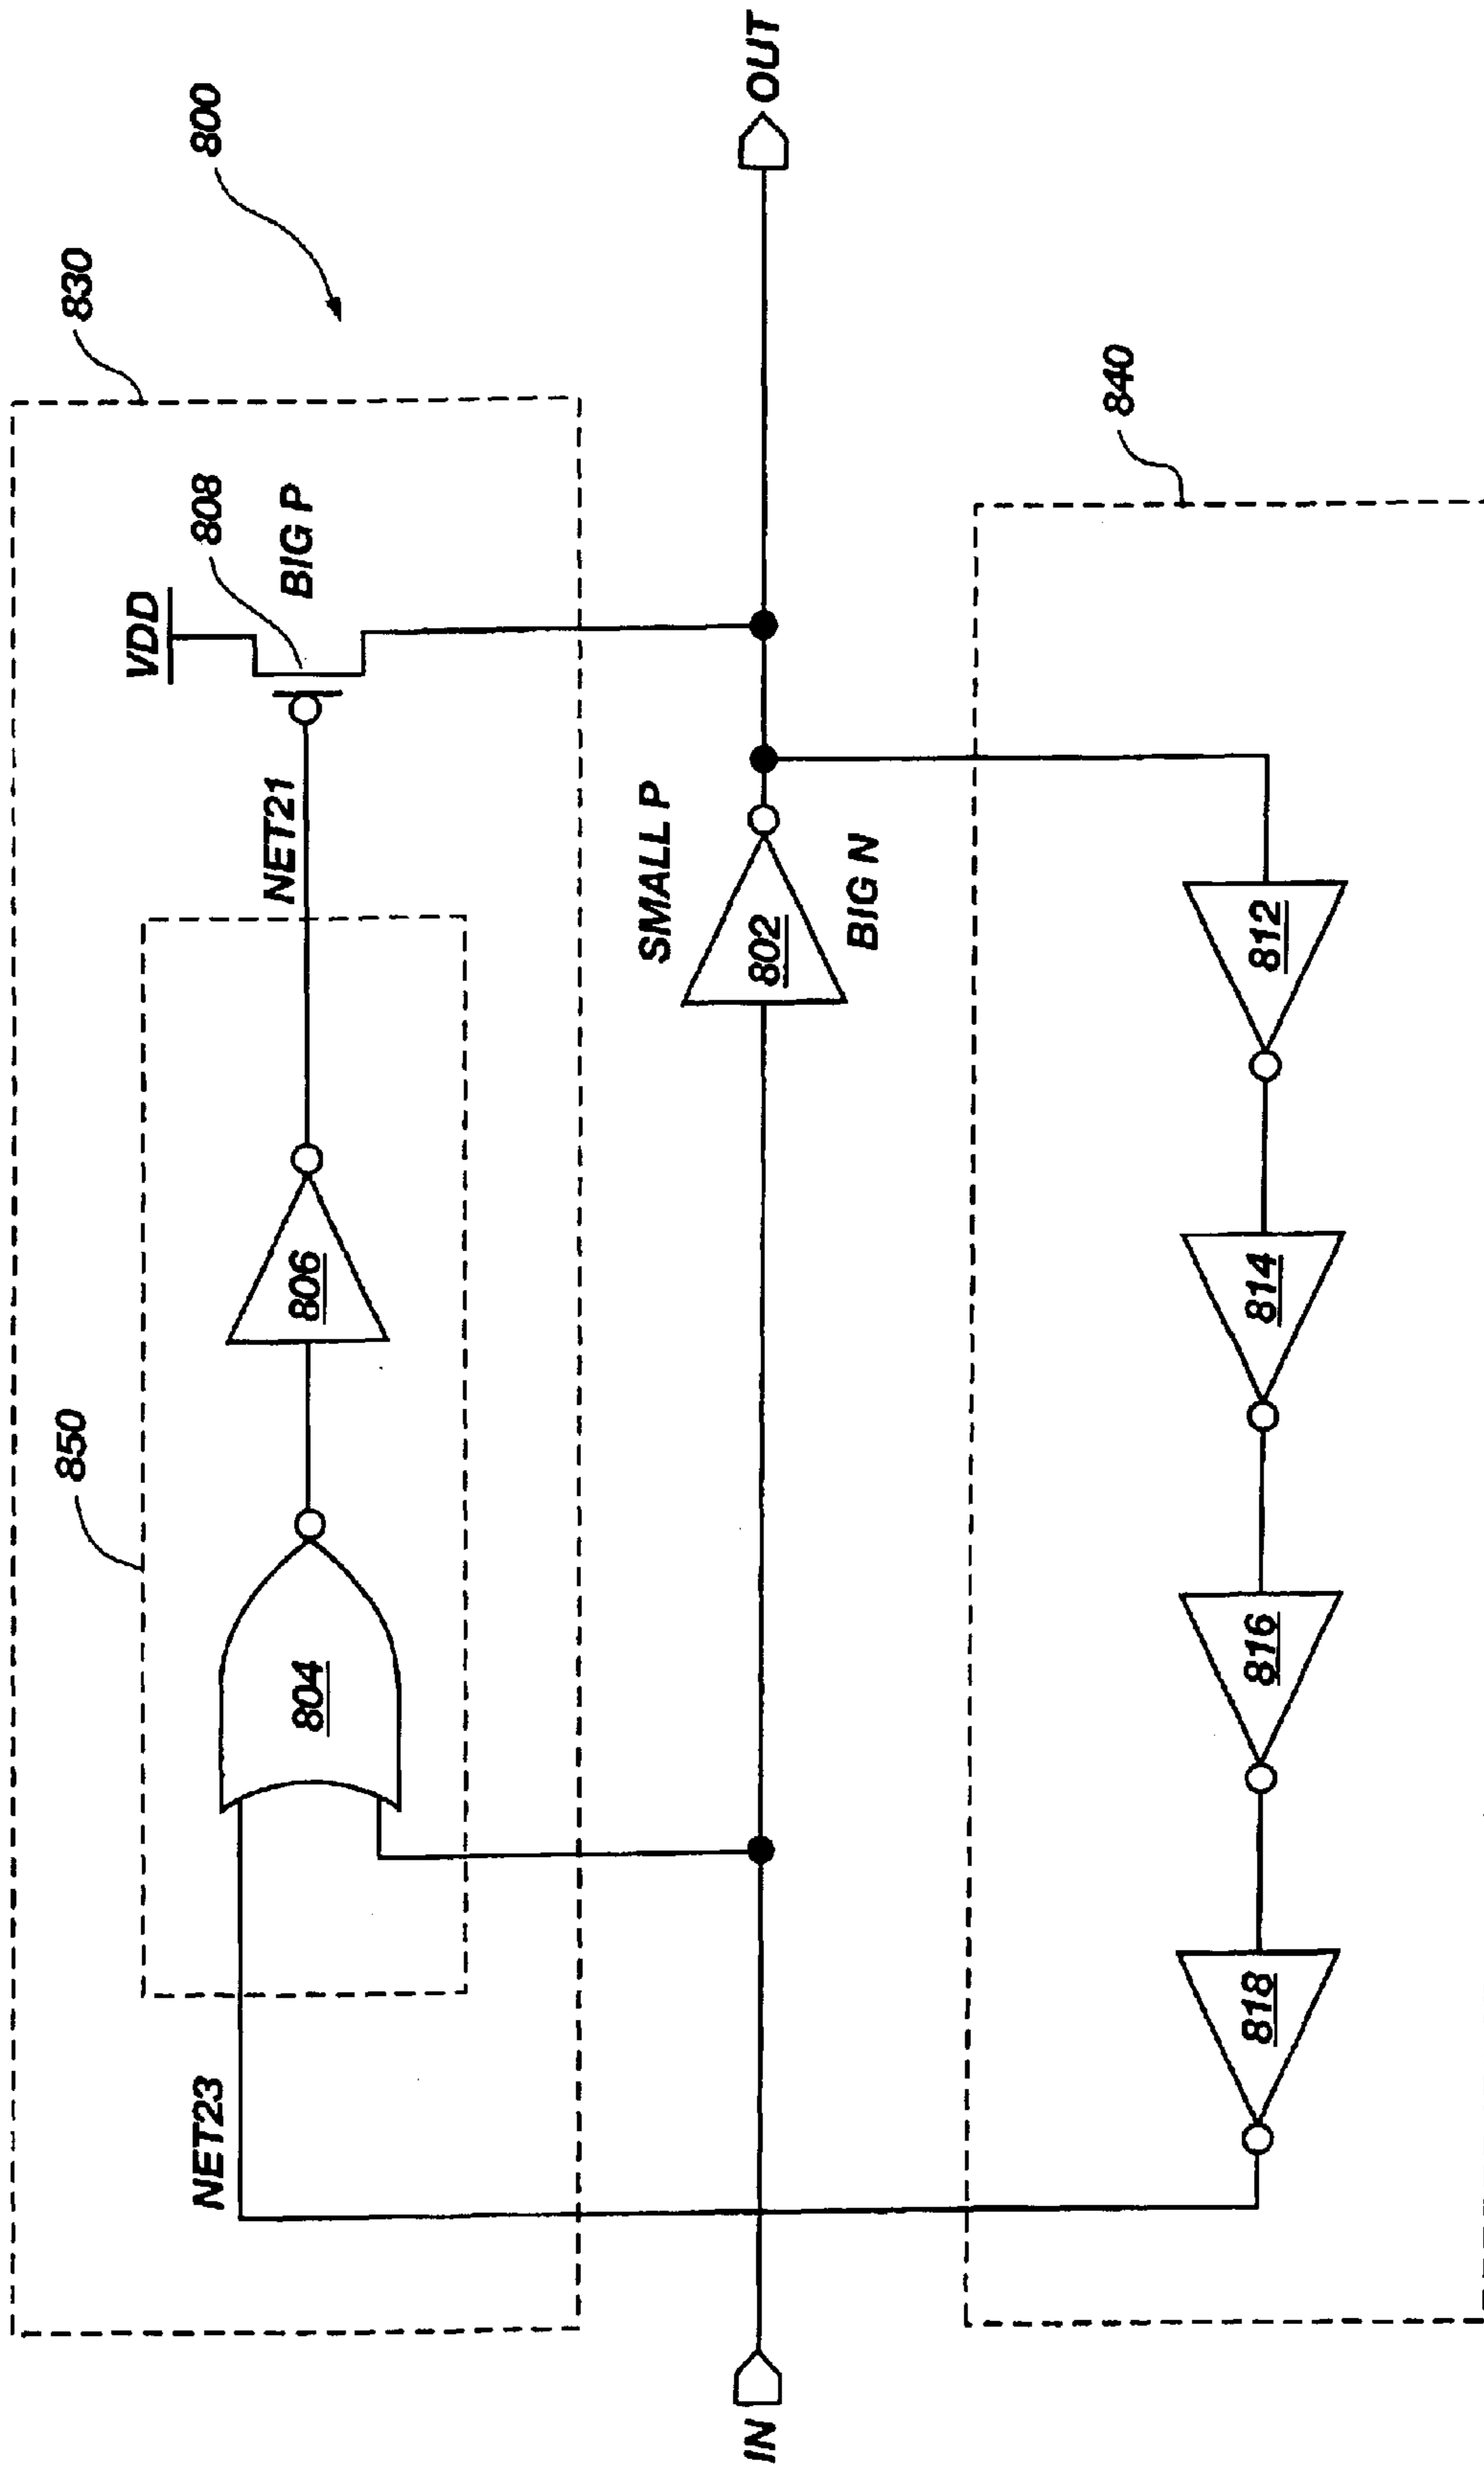 800
830
VDD
808
BIG P
NET21
850
806
804
NET23
SMALL P
802
BIG N
IN
OUT
840
812
814
816
818